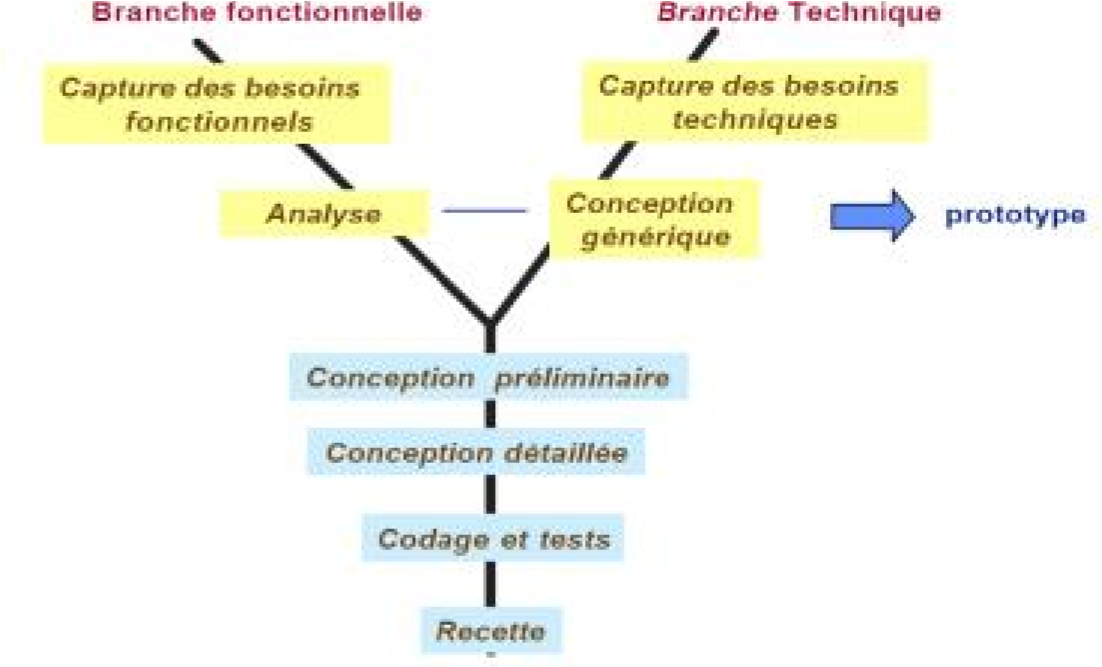 Branche fonctionnelle
Branche Technique
Capture des besoins
fonctionnels
Capture des besoins
techniques
Analyse
Conception
générique
prototype
Conception préliminaire
Conception détaillée
Codage et tests
Recette